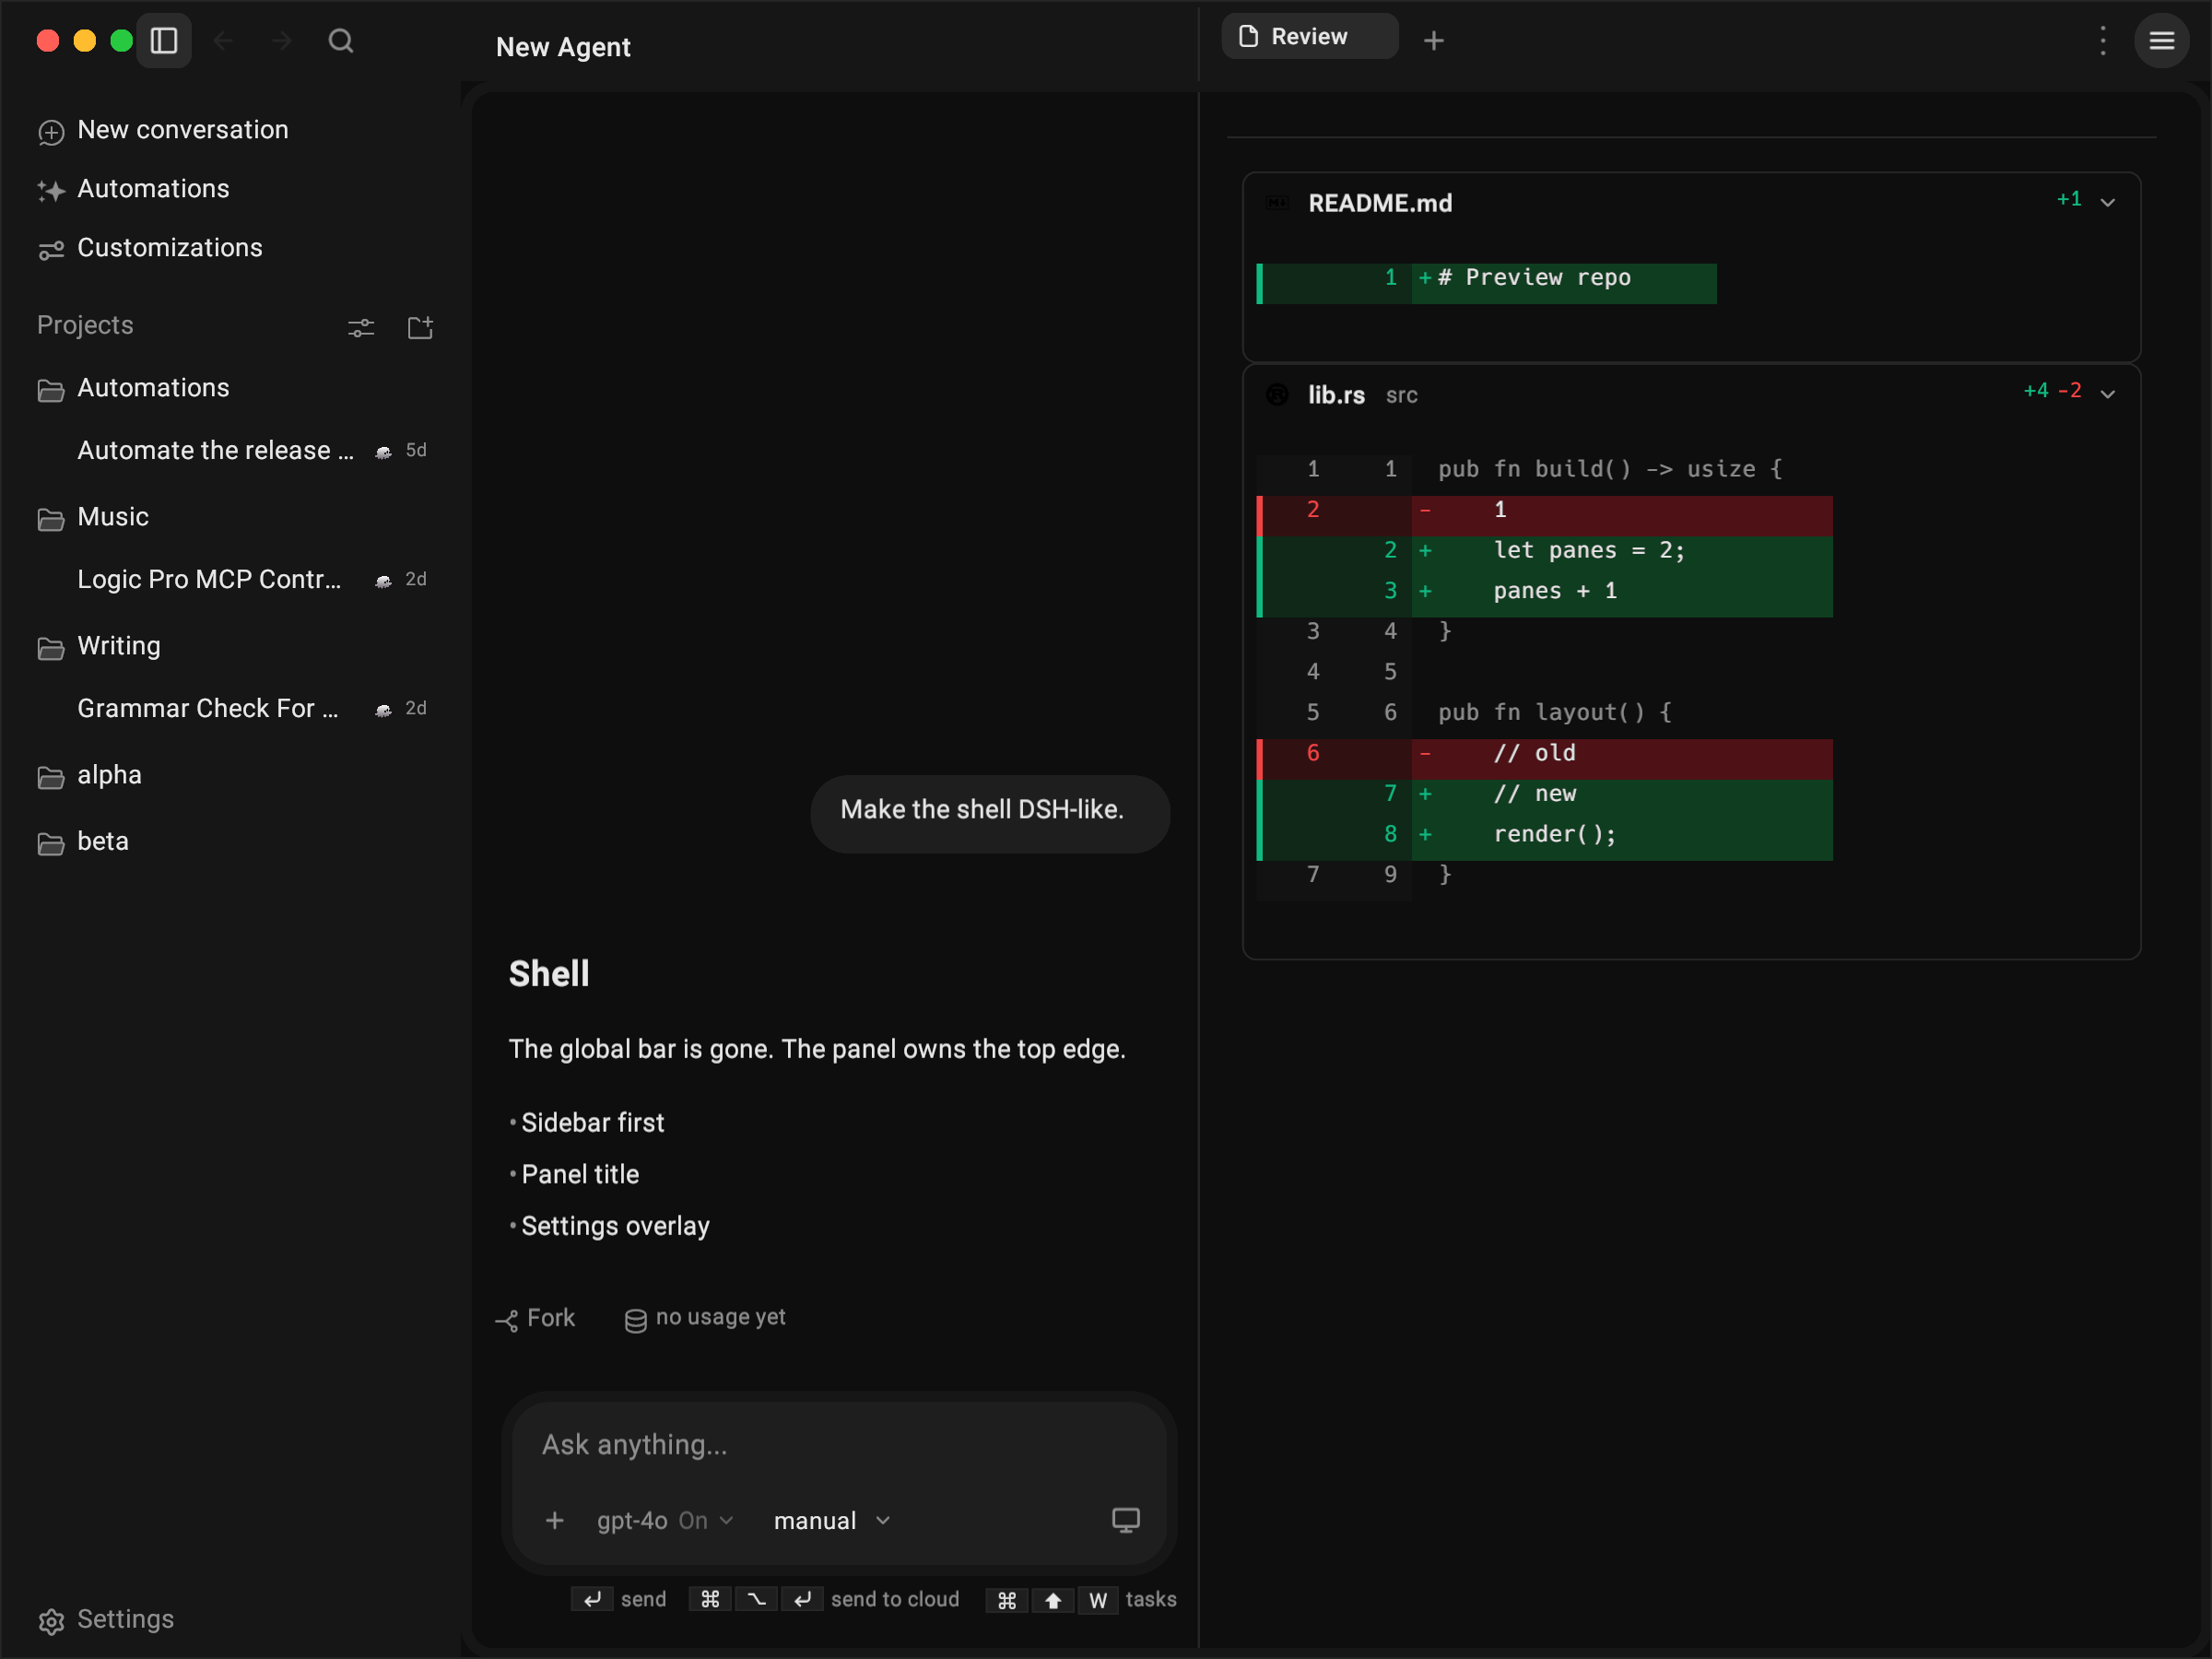 New Agent
Review
New conversation
Automations
Customizations
Projects
Automations
Automate the release ... 5d
Music
Logic Pro MCP Contr... 2d
Writing
Grammar Check For ... 2d
alpha
beta
Settings
Make the shell DSH-like.
Shell
The global bar is gone. The panel owns the top edge.
• Sidebar first
• Panel title
• Settings overlay
Fork no usage yet
Ask anything...
+ gpt-4o On manual
↵ send ⌘ ⌥ ↵ send to cloud ⌘ ⬆ W tasks
README.md +1
1 + # Preview repo
lib.rs src +4 -2
1 1 pub fn build() -> usize {
2 - 1
2 + let panes = 2;
3 + panes + 1
3 4 }
4 5
5 6 pub fn layout() {
6 - // old
7 + // new
8 + render();
7 9 }